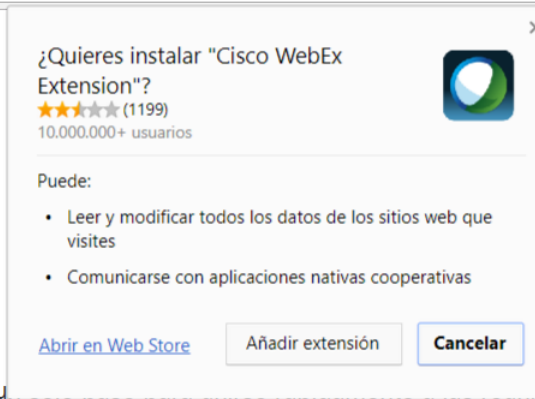 ¿Quieres instalar "Cisco WebEx
Extension"?
(1199)
10.000.000+ usuarios
Puede:
• Leer y modificar todos los datos de los sitios web que
visites
• Comunicarse con aplicaciones nativas cooperativas
Abrir en Web Store
Añadir extensión
Cancelar